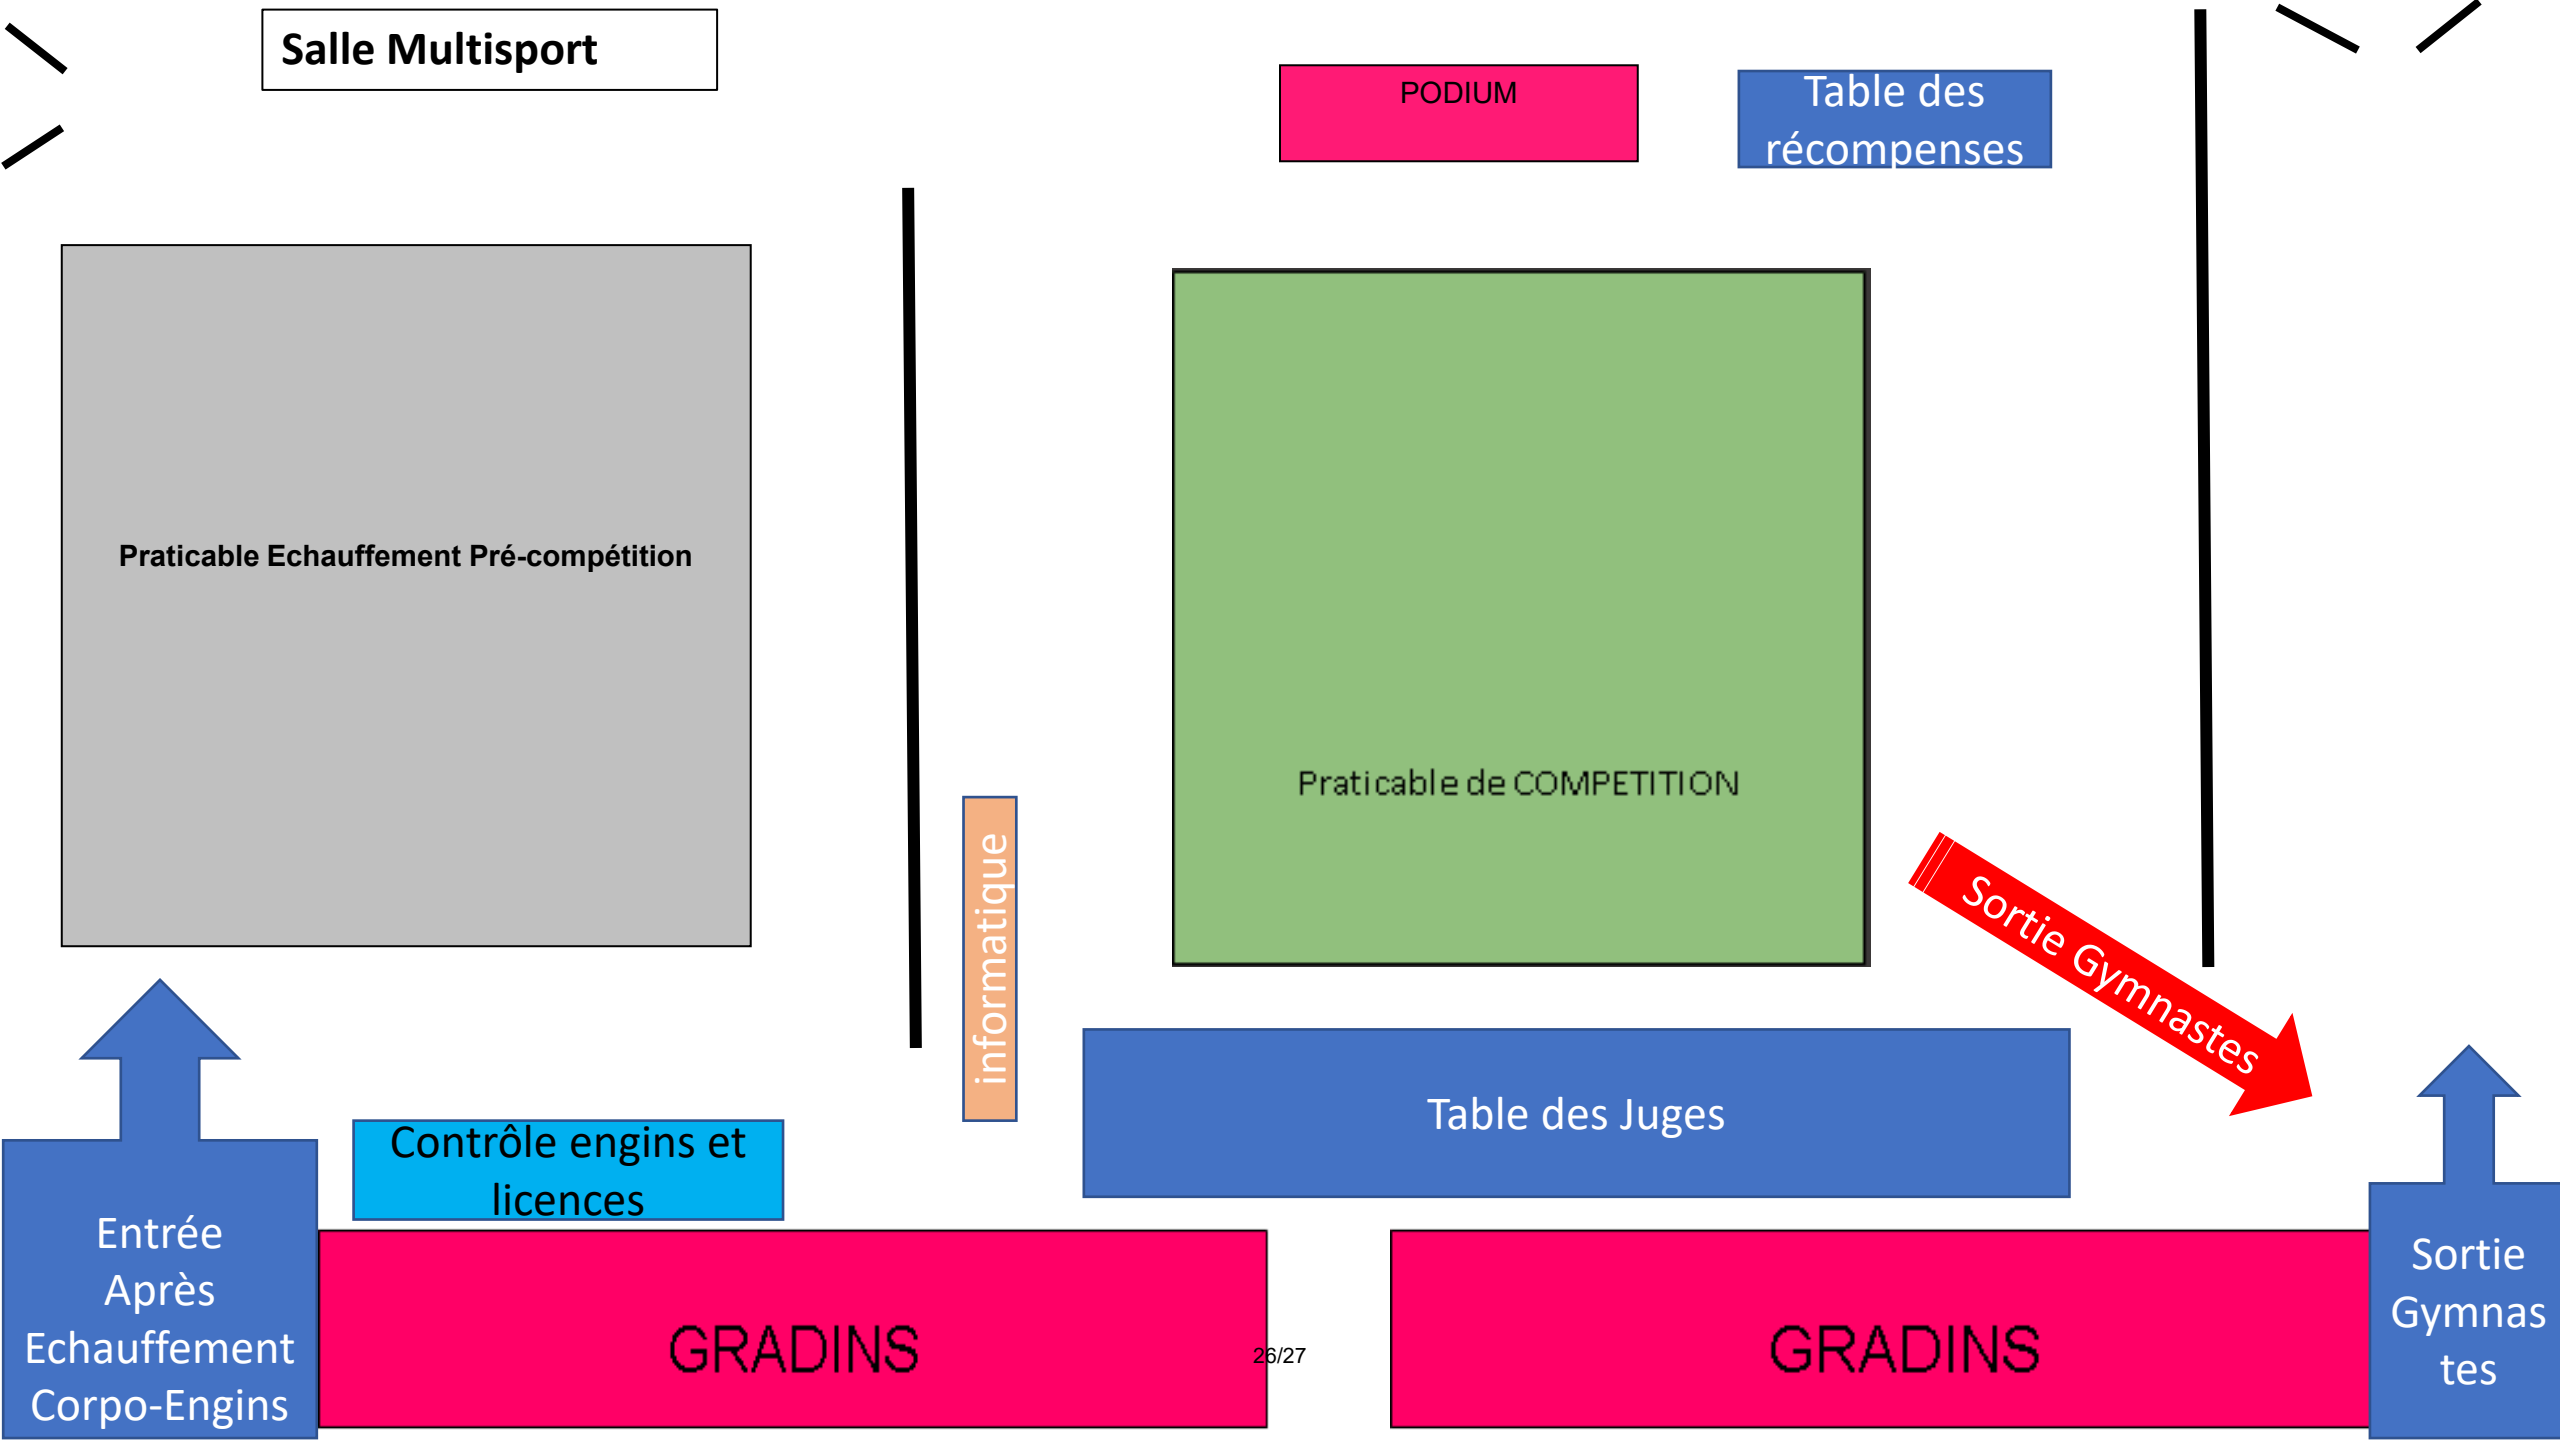 Salle Multisport
PODIUM
Table des
récompenses
Praticable Echauffement Pré-compétition
Praticable de COMPETITION
informatique
Sortie Gymnastes
Table des Juges
Contrôle engins et
licences
Entrée
Après
Echauffement
Corpo-Engins
GRADINS
26/27
GRADINS
Sortie
Gymnas
tes